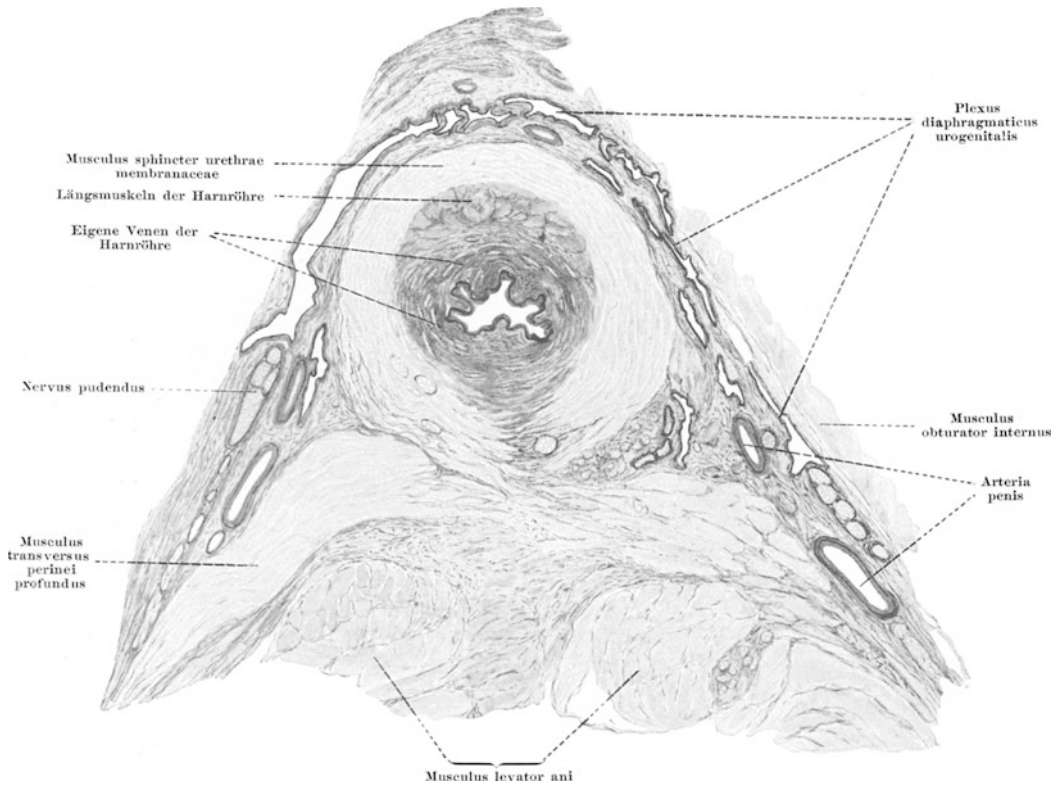 Plexus
diaphragmaticus
urogenitalis
Musculus sphincter urethrae
membranaceae
Längsmuskeln der Harnröhre
Eigene Venen der
Harnröhre
Nervus pudendus
Musculus
obturator internus
Arteria
penis
Musculus
transversus
perinei
profundus
Musculus levator ani